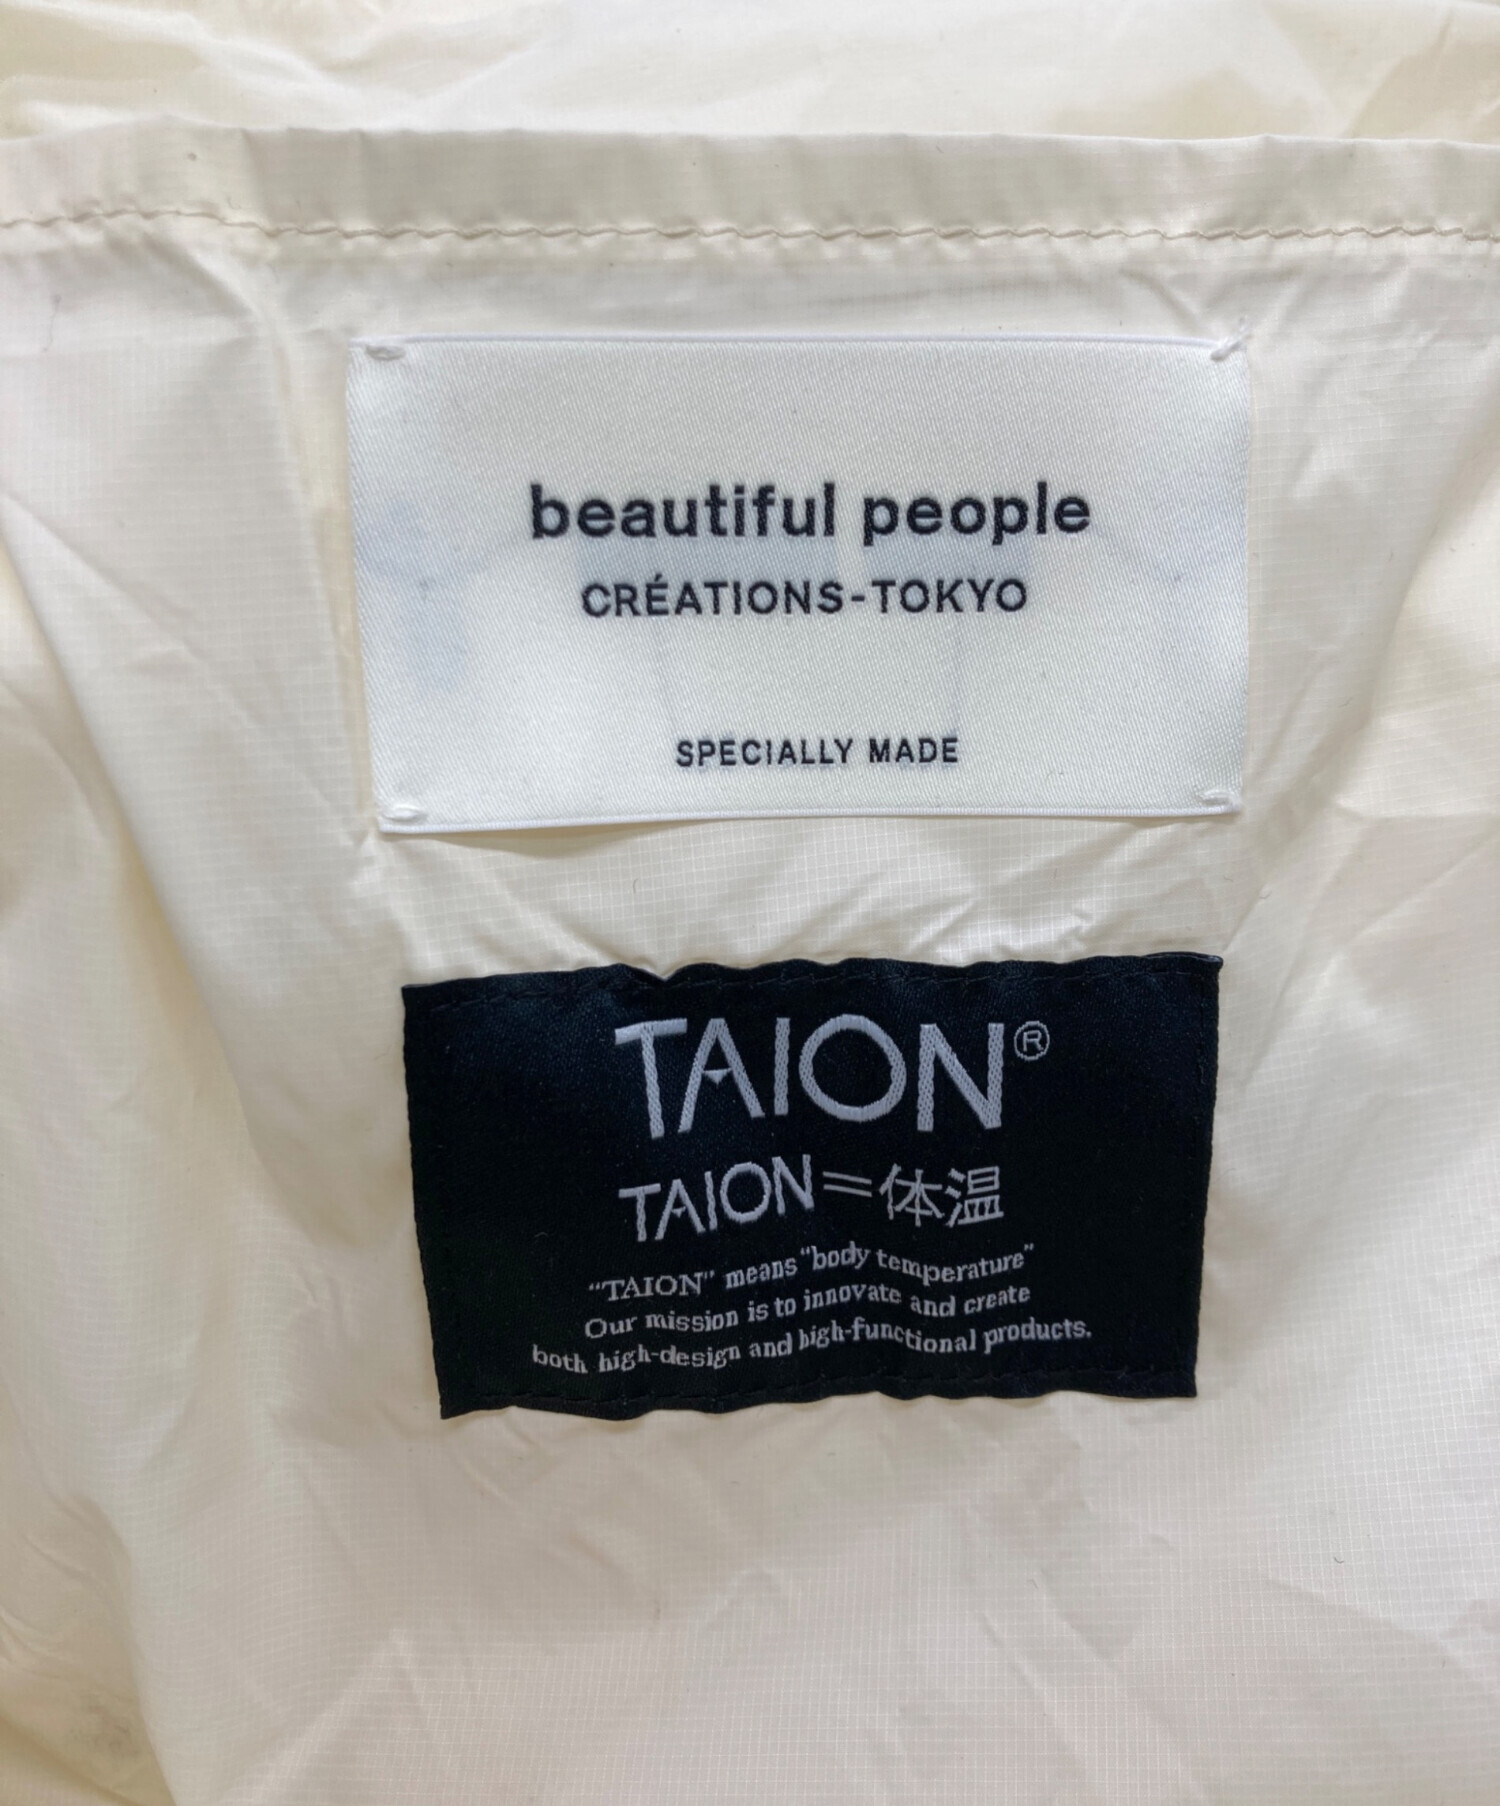 beautiful people
CRÉATIONS-TOKYO
SPECIALLY MADE
TAION®
TAION=体温
"TAION" means "body temperature"
Our mission is to innovate and create
both high-design and high-functional products.